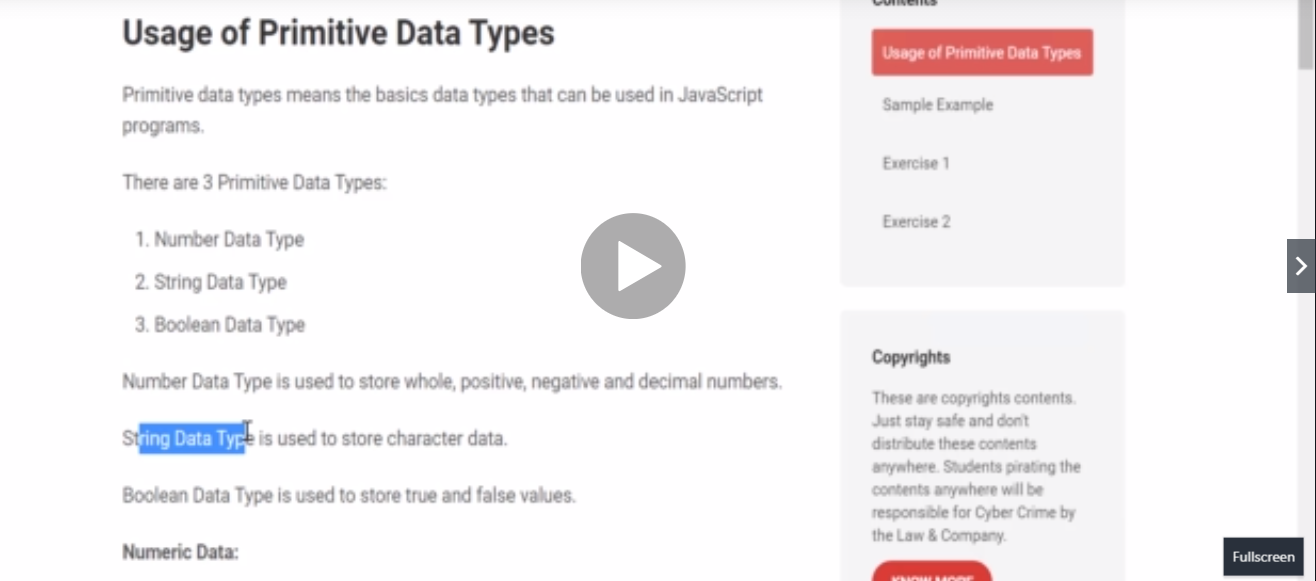 Usage of Primitive Data Types
Primitive data types means the basics data types that can be used in JavaScript
programs.
There are 3 Primitive Data Types:
1. Number Data Type
2. String Data Type
3. Boolean Data Type
Number Data Type is used to store whole, positive, negative and decimal numbers.
String Data Type is used to store character data.
Boolean Data Type is used to store true and false values.
Numeric Data:
Contents
Usage of Primitive Data Types
Sample Example
Exercise 1
Exercise 2
Copyrights
These are copyrights contents.
Just stay safe and don't
distribute these contents
anywhere. Students pirating the
contents anywhere will be
responsible for Cyber Crime by
the Law & Company.
KNOW MORE
Fullscreen